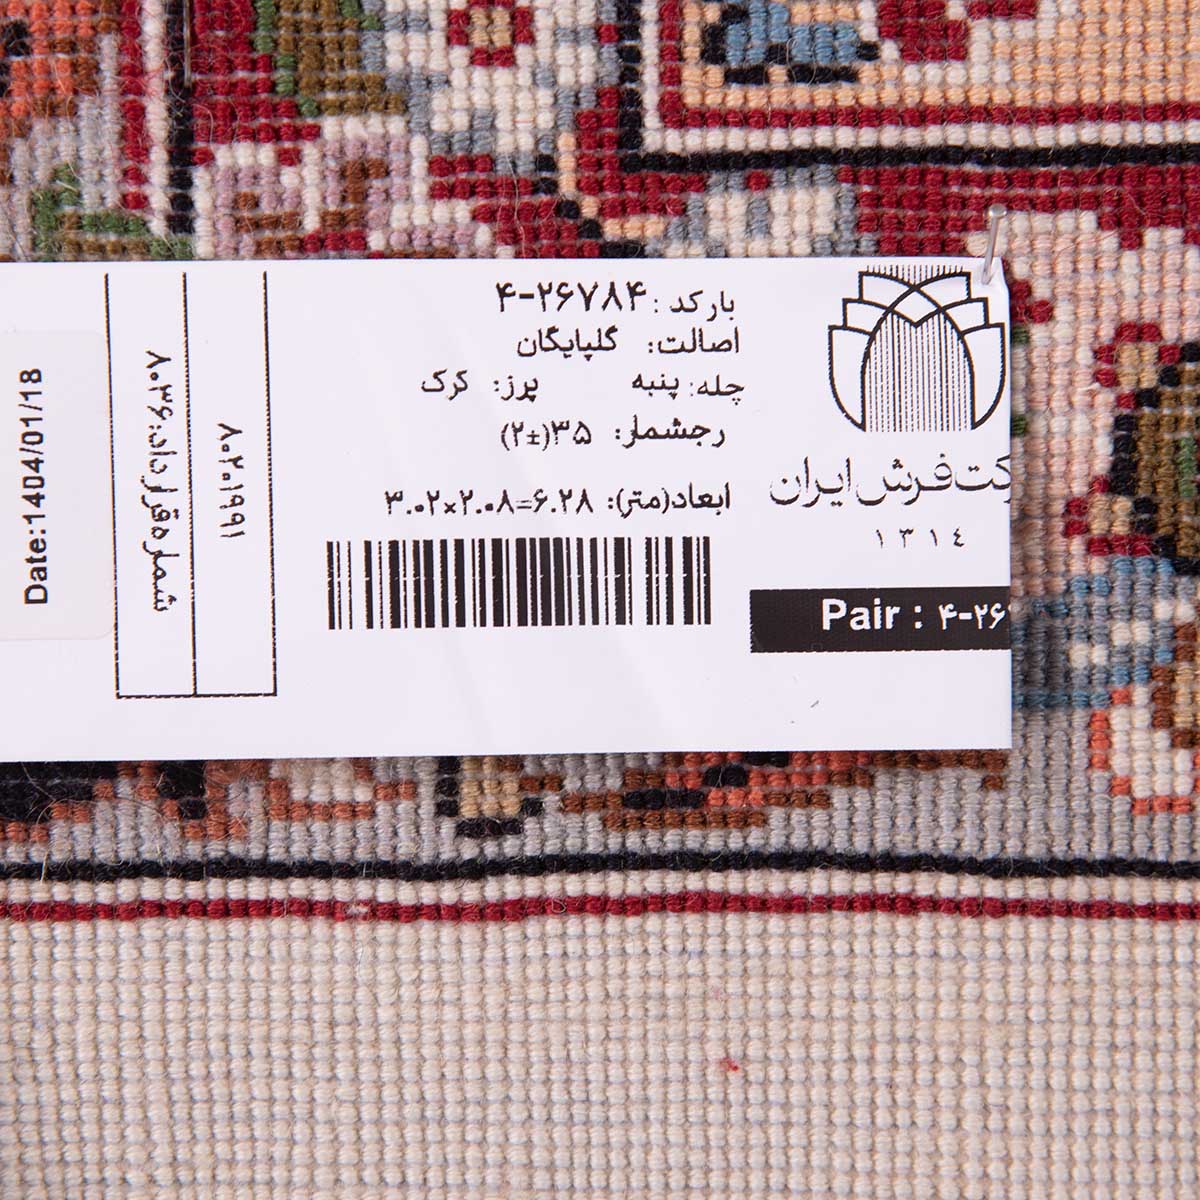 بارکد: ۴-۲۶۷۸۴
اصالت: گلپایگان
چله: پنبه پرز: کرک
رجشمار: ۳۵(±۲)
ابعاد(متر): ۳.۰۲×۲.۰۸=۶.۲۸
فرش ایران
۱۳۱٤
Pair : ۴-۲۶
۸۰۲۰۱۹۹۱
شماره قرارداد: ۸۰۳۶
Date:1404/01/18